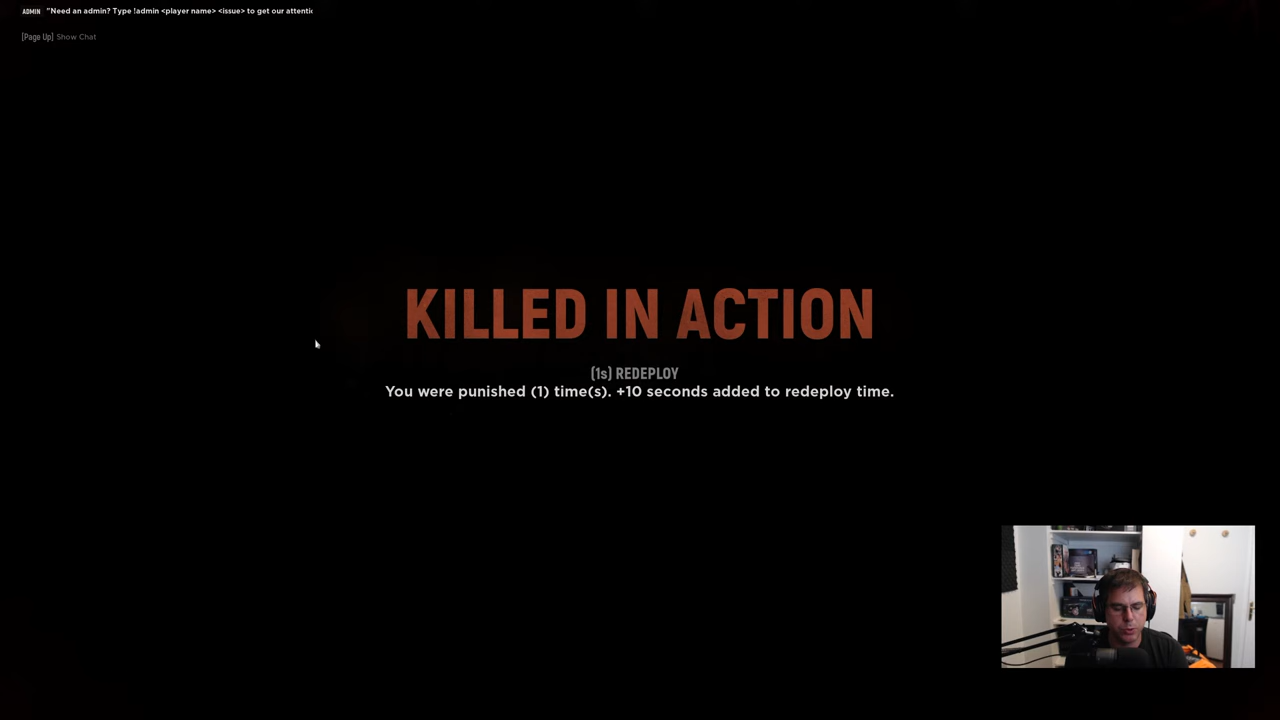 ADMIN "Need an admin? Type !admin <player name> <issue> to get our attenti
[Page Up] Show Chat
KILLED IN ACTION
(1s) REDEPLOY
You were punished (1) time(s). +10 seconds added to redeploy time.